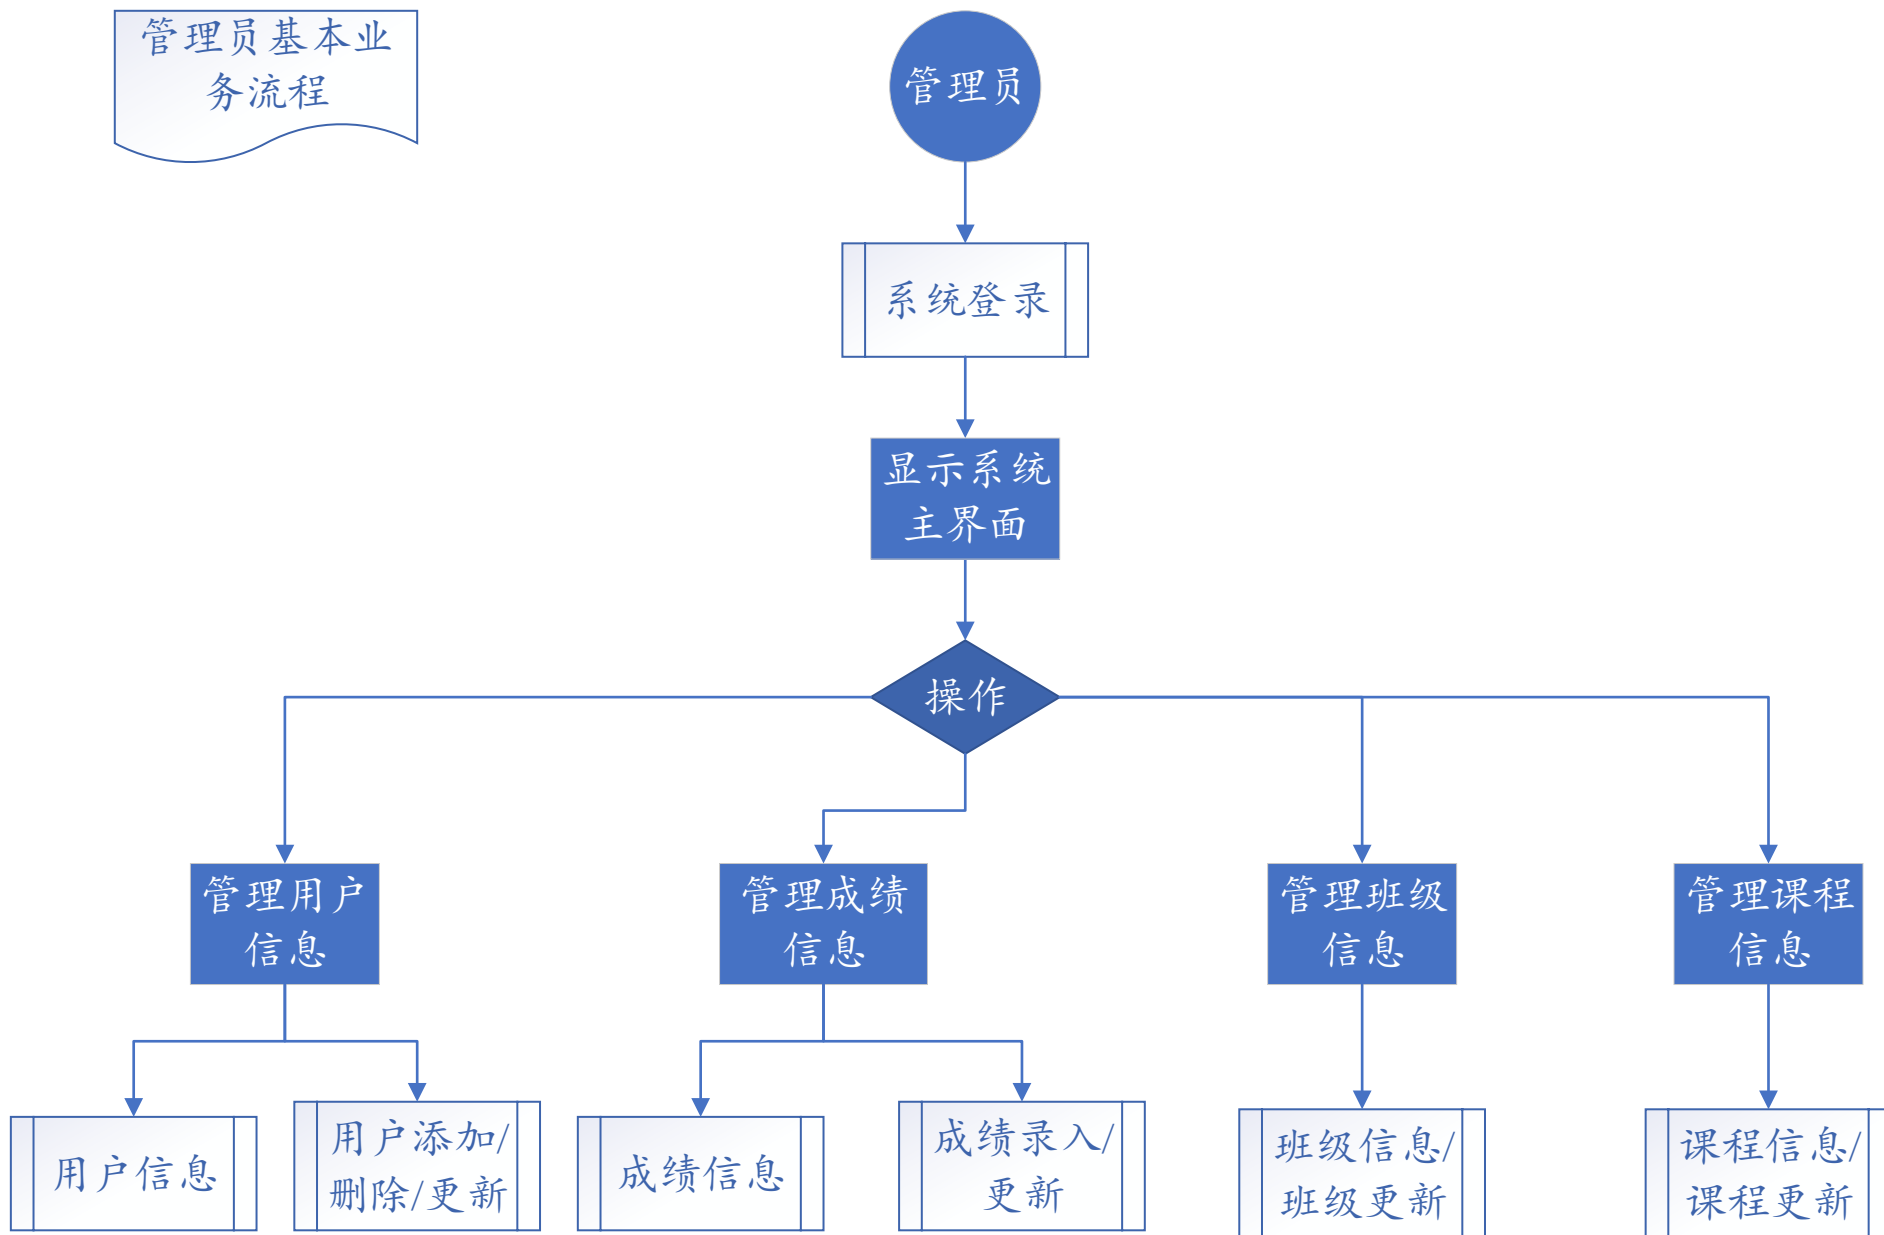 管理员基本业
务流程
管理员
系统登录
显示系统
主界面
操作
管理用户
信息
管理成绩
信息
管理班级
信息
管理课程
信息
用户信息
用户添加/
删除/更新
成绩信息
成绩录入/
更新
班级信息/
班级更新
课程信息/
课程更新